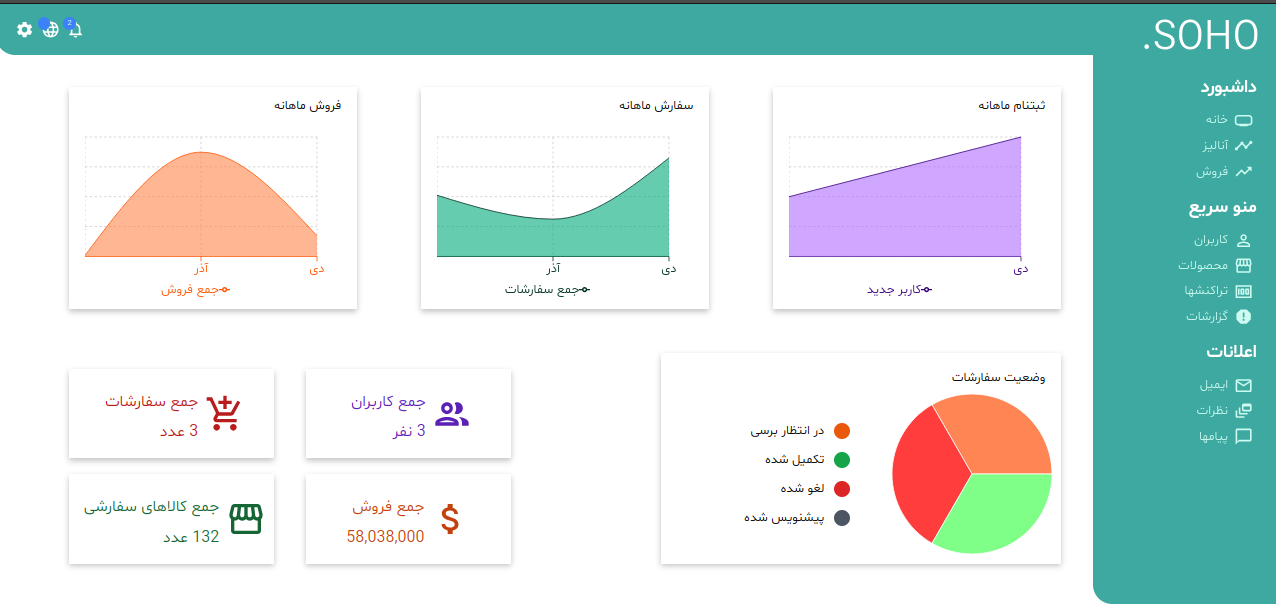 SOHO.
2
داشبورد
خانه
آنالیز
فروش
منو سریع
کاربران
محصولات
تراکنشها
گزارشات
اعلانات
ایمیل
نظرات
پیامها
ثبتنام ماهانه
دی
کاربر جدید
سفارش ماهانه
آذر
دی
جمع سفارشات
فروش ماهانه
آذر
دی
جمع فروش
وضعیت سفارشات
در انتظار برسی
تکمیل شده
لغو شده
پیشنویس شده
جمع کاربران
3 نفر
جمع سفارشات
3 عدد
جمع فروش
58,038,000
جمع کالاهای سفارشی
132 عدد